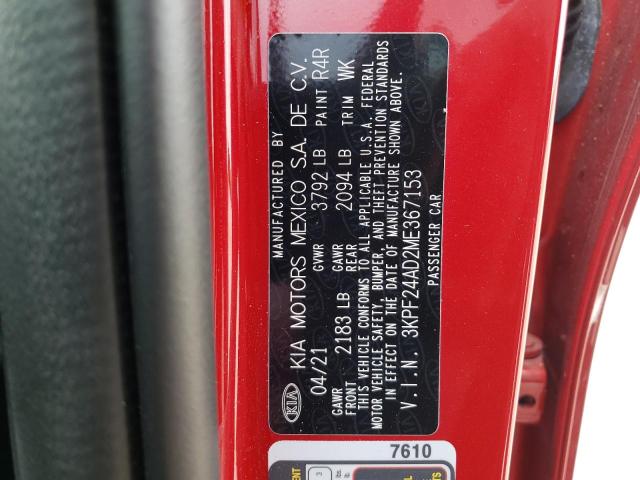 MANUFACTURED BY
KIA KIA MOTORS MEXICO S.A. DE C.V.
04/21 GVWR 3792 LB PAINT R4R
GAWR FRONT 2183 LB GAWR REAR 2094 LB TRIM WK
THIS VEHICLE CONFORMS TO ALL APPLICABLE U.S.A. FEDERAL
MOTOR VEHICLE SAFETY, BUMPER, AND THEFT PREVENTION STANDARDS
IN EFFECT ON THE DATE OF MANUFACTURE SHOWN ABOVE.
V.I.N. 3KPF24AD2ME367153
PASSENGER CAR
7610